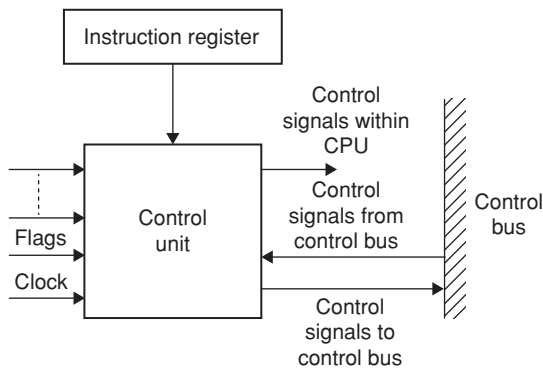 Instruction register
Control
signals within
CPU
Control
signals from
control bus
Control
bus
Control
unit
Flags
Clock
Control
signals to
control bus